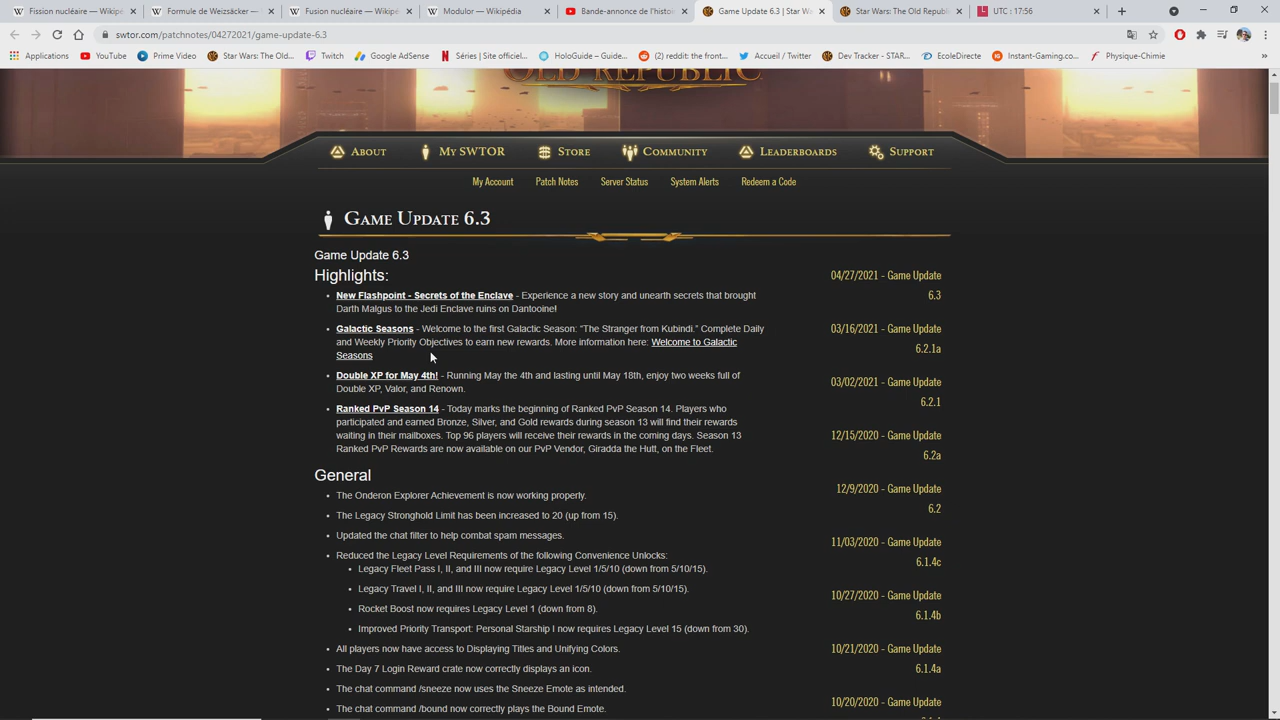 Fission nucléaire — Wikipé
Formule de Weizsäcker —
Fusion nucléaire — Wikipé
Modulor — Wikipédia
Bande-annonce de l'histoi
Game Update 6.3 | Star W
Star Wars: The Old Republi
UTC : 17:56
swtor.com/patchnotes/04272021/game-update-6.3
Applications
YouTube
Prime Video
Star Wars: The Old...
Twitch
Google AdSense
Séries | Site officiel...
HoloGuide – Google...
(2) reddit: the front...
Accueil / Twitter
Dev Tracker - STAR...
EcoleDirecte
Instant-Gaming.co...
Physique-Chimie
OLD REPUBLIC
About
My SWTOR
Store
Community
Leaderboards
Support
My Account
Patch Notes
Server Status
System Alerts
Redeem a Code
Game Update 6.3
Game Update 6.3
Highlights:
New Flashpoint - Secrets of the Enclave - Experience a new story and unearth secrets that brought
Darth Malgus to the Jedi Enclave ruins on Dantooine!
Galactic Seasons - Welcome to the first Galactic Season: "The Stranger from Kubindi." Complete Daily
and Weekly Priority Objectives to earn new rewards. More information here: Welcome to Galactic
Seasons
Double XP for May 4th! - Running May the 4th and lasting until May 18th, enjoy two weeks full of
Double XP, Valor, and Renown.
Ranked PvP Season 14 - Today marks the beginning of Ranked PvP Season 14. Players who
participated and earned Bronze, Silver, and Gold rewards during season 13 will find their rewards
waiting in their mailboxes. Top 96 players will receive their rewards in the coming days. Season 13
Ranked PvP Rewards are now available on our PvP Vendor, Giradda the Hutt, on the Fleet.
General
The Onderon Explorer Achievement is now working properly.
The Legacy Stronghold Limit has been increased to 20 (up from 15).
Updated the chat filter to help combat spam messages.
Reduced the Legacy Level Requirements of the following Convenience Unlocks:
Legacy Fleet Pass I, II, and III now require Legacy Level 1/5/10 (down from 5/10/15).
Legacy Travel I, II, and III now require Legacy Level 1/5/10 (down from 5/10/15).
Rocket Boost now requires Legacy Level 1 (down from 8).
Improved Priority Transport: Personal Starship I now requires Legacy Level 15 (down from 30).
All players now have access to Displaying Titles and Unifying Colors.
The Day 7 Login Reward crate now correctly displays an icon.
The chat command /sneeze now uses the Sneeze Emote as intended.
The chat command /bound now correctly plays the Bound Emote.
04/27/2021 - Game Update
6.3
03/16/2021 - Game Update
6.2.1a
03/02/2021 - Game Update
6.2.1
12/15/2020 - Game Update
6.2a
12/9/2020 - Game Update
6.2
11/03/2020 - Game Update
6.1.4c
10/27/2020 - Game Update
6.1.4b
10/21/2020 - Game Update
6.1.4a
10/20/2020 - Game Update